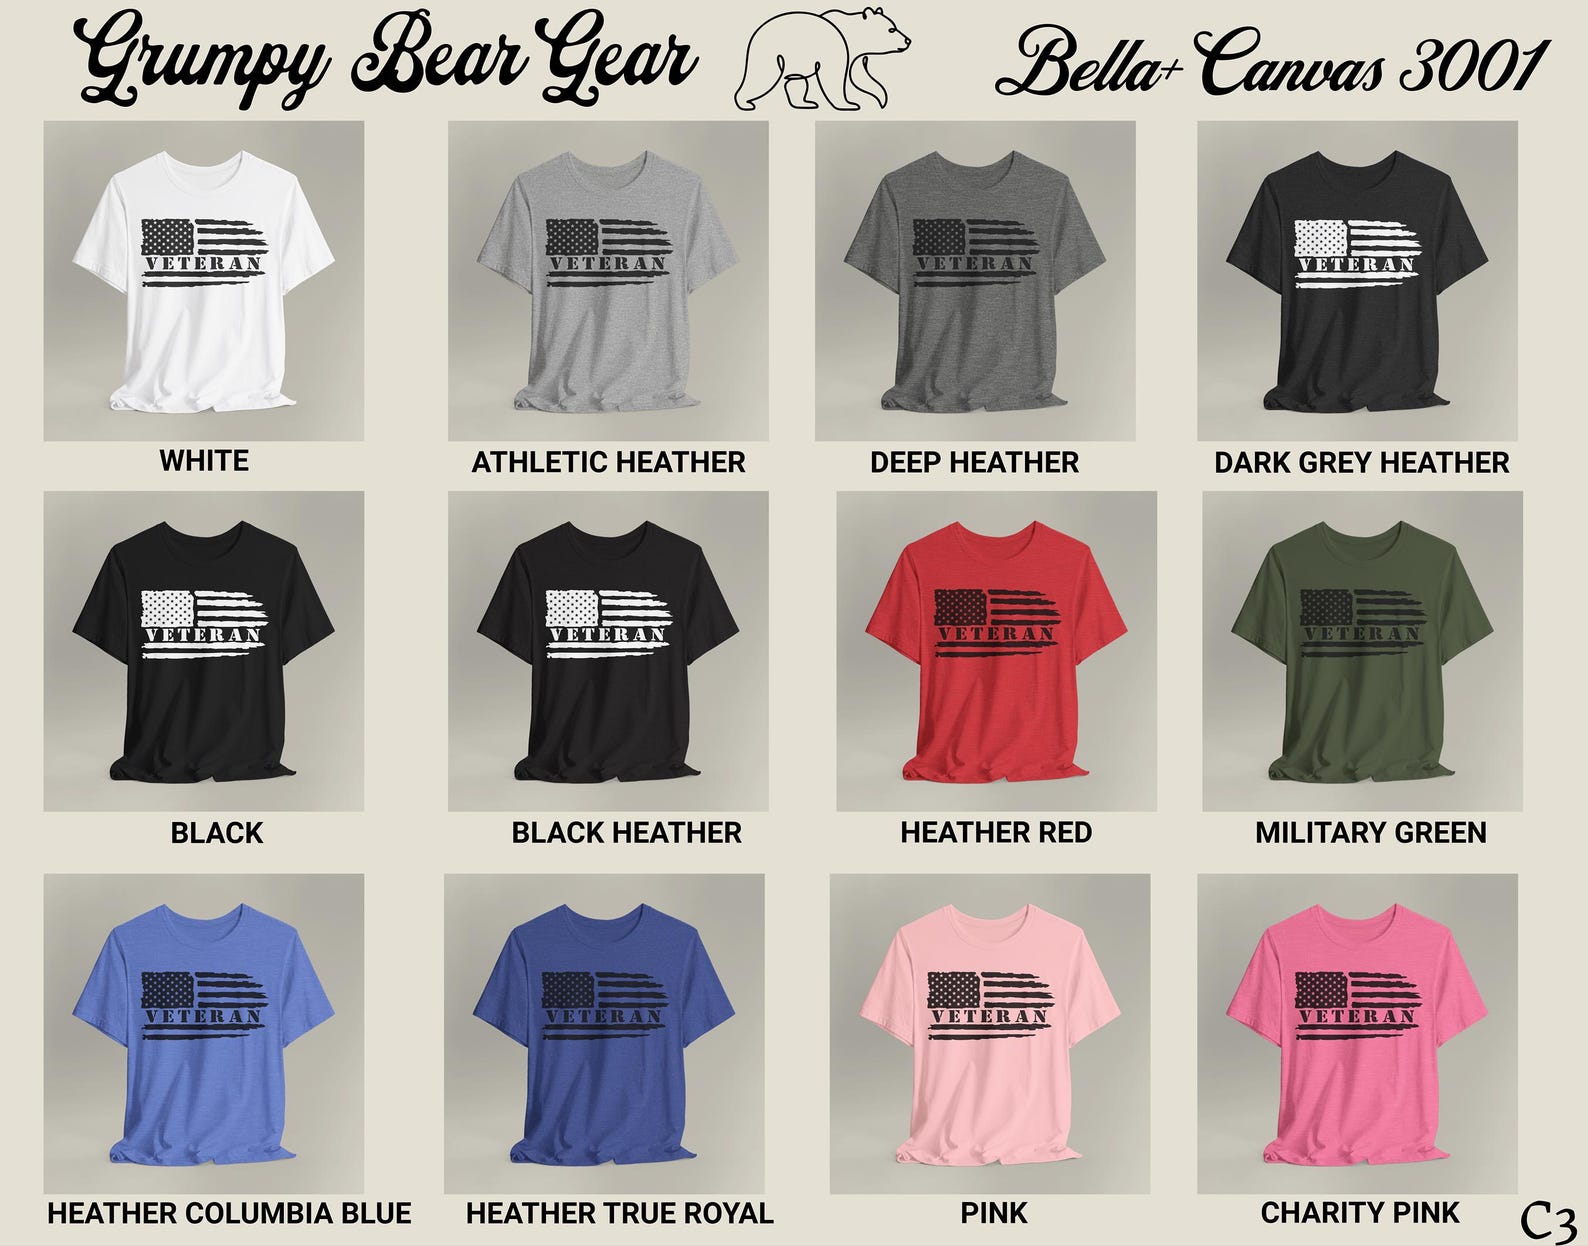 Grumpy Bear Gear
Bella+ Canvas 3001
VETERAN
VETERAN
VETERAN
VETERAN
WHITE
ATHLETIC HEATHER
DEEP HEATHER
DARK GREY HEATHER
VETERAN
VETERAN
VETERAN
VETERAN
BLACK
BLACK HEATHER
HEATHER RED
MILITARY GREEN
VETERAN
VETERAN
VETERAN
VETERAN
HEATHER COLUMBIA BLUE
HEATHER TRUE ROYAL
PINK
CHARITY PINK
C3